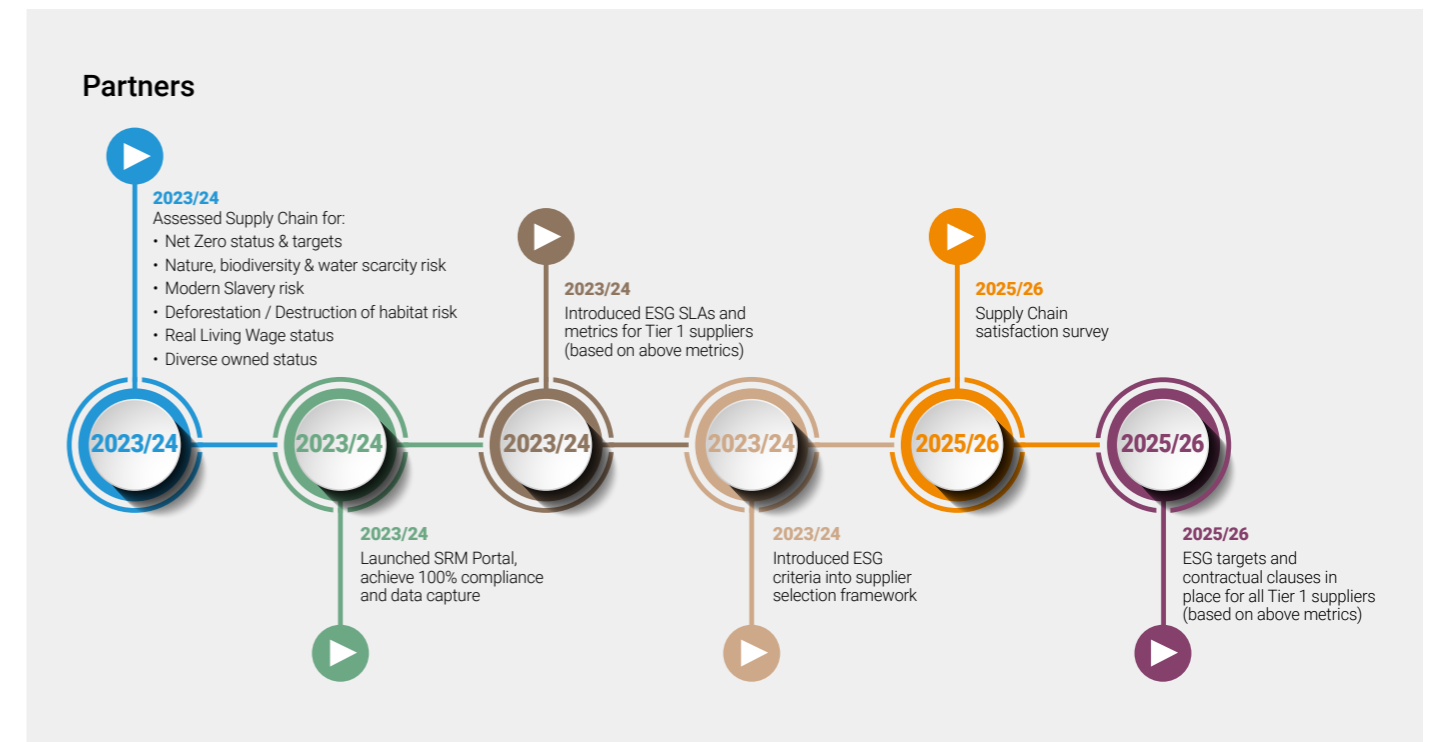 Partners
2023/24
Assessed Supply Chain for:
• Net Zero status & targets
• Nature, biodiversity & water scarcity risk
• Modern Slavery risk
• Deforestation / Destruction of habitat risk
• Real Living Wage status
• Diverse owned status
2023/24
Introduced ESG SLAs and
metrics for Tier 1 suppliers
(based on above metrics)
2025/26
Supply Chain
satisfaction survey
2023/24
2023/24
2023/24
2023/24
2025/26
2025/26
2023/24
Launched SRM Portal,
achieve 100% compliance
and data capture
2023/24
Introduced ESG
criteria into supplier
selection framework
2025/26
ESG targets and
contractual clauses in
place for all Tier 1 suppliers
(based on above metrics)